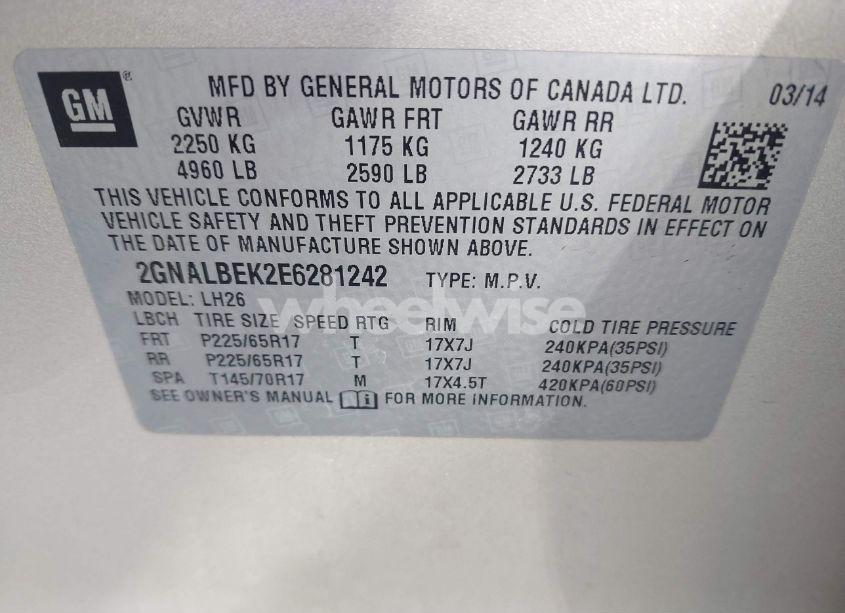 GM®
MFD BY GENERAL MOTORS OF CANADA LTD. 03/14
GVWR GAWR FRT GAWR RR
2250 KG 1175 KG 1240 KG
4960 LB 2590 LB 2733 LB
THIS VEHICLE CONFORMS TO ALL APPLICABLE U.S. FEDERAL MOTOR
VEHICLE SAFETY AND THEFT PREVENTION STANDARDS IN EFFECT ON
THE DATE OF MANUFACTURE SHOWN ABOVE.
2GNALBEK2E6281242 TYPE: M.P.V.
MODEL: LH26
wheelwise
LBCH TIRE SIZE SPEED RTG RIM COLD TIRE PRESSURE
FRT P225/65R17 T 17X7J 240KPA(35PSI)
RR P225/65R17 T 17X7J 240KPA(35PSI)
SPA T145/70R17 M 17X4.5T 420KPA(60PSI)
SEE OWNER'S MANUAL i FOR MORE INFORMATION.